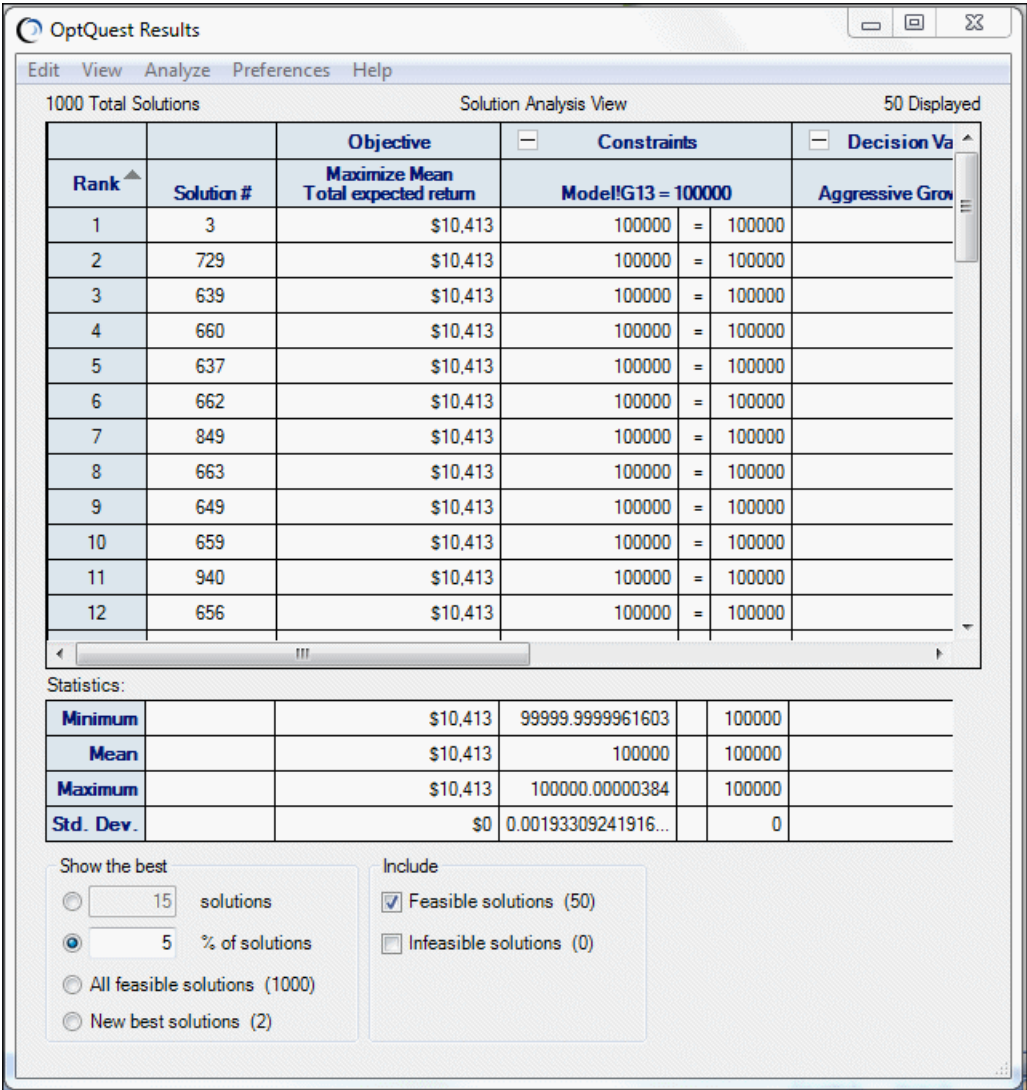 OptQuest Results
Edit View Analyze Preferences Help
1000 Total Solutions Solution Analysis View 50 Displayed
Objective Constraints Decision Va
Rank Solution # Maximize Mean Total expected return Model!G13 = 100000 Aggressive Grow
1 3 $10,413 100000 = 100000
2 729 $10,413 100000 = 100000
3 639 $10,413 100000 = 100000
4 660 $10,413 100000 = 100000
5 637 $10,413 100000 = 100000
6 662 $10,413 100000 = 100000
7 849 $10,413 100000 = 100000
8 663 $10,413 100000 = 100000
9 649 $10,413 100000 = 100000
10 659 $10,413 100000 = 100000
11 940 $10,413 100000 = 100000
12 656 $10,413 100000 = 100000
Statistics:
Minimum $10,413 99999.9999961603 100000
Mean $10,413 100000 100000
Maximum $10,413 100000.00000384 100000
Std. Dev. $0 0.00193309241916... 0
Show the best Include
15 solutions Feasible solutions (50)
5 % of solutions Infeasible solutions (0)
All feasible solutions (1000)
New best solutions (2)